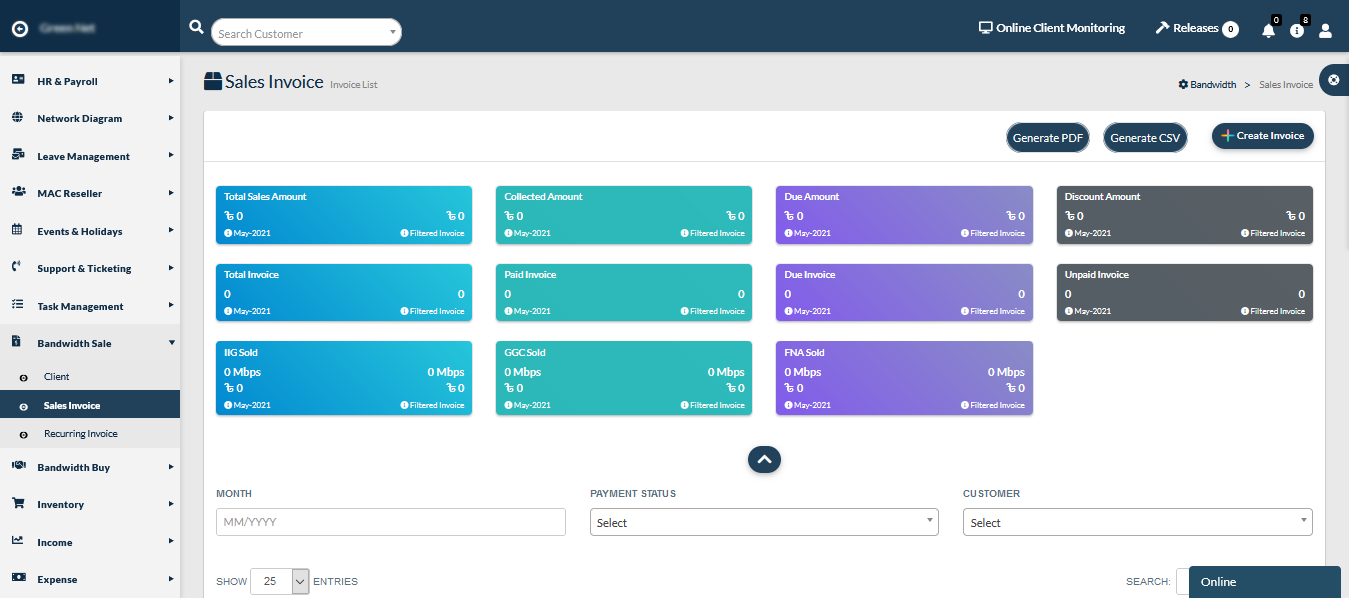 Search Customer
Online Client Monitoring
Releases 0
0
8
HR & Payroll
Network Diagram
Leave Management
MAC Reseller
Events & Holidays
Support & Ticketing
Task Management
Bandwidth Sale
Client
Sales Invoice
Recurring Invoice
Bandwidth Buy
Inventory
Income
Expense
Sales Invoice Invoice List
Bandwidth > Sales Invoice
Generate PDF
Generate CSV
Create Invoice
Total Sales Amount
৳ 0 ৳ 0
May-2021 Filtered Invoice
Collected Amount
৳ 0 ৳ 0
May-2021 Filtered Invoice
Due Amount
৳ 0 ৳ 0
May-2021 Filtered Invoice
Discount Amount
৳ 0 ৳ 0
May-2021 Filtered Invoice
Total Invoice
0 0
May-2021 Filtered Invoice
Paid Invoice
0 0
May-2021 Filtered Invoice
Due Invoice
0 0
May-2021 Filtered Invoice
Unpaid Invoice
0 0
May-2021 Filtered Invoice
IIG Sold
0 Mbps 0 Mbps
৳ 0 ৳ 0
May-2021 Filtered Invoice
GGC Sold
0 Mbps 0 Mbps
৳ 0 ৳ 0
May-2021 Filtered Invoice
FNA Sold
0 Mbps 0 Mbps
৳ 0 ৳ 0
May-2021 Filtered Invoice
MONTH
MM/YYYY
PAYMENT STATUS
Select
CUSTOMER
Select
SHOW 25 ENTRIES
SEARCH:
Online